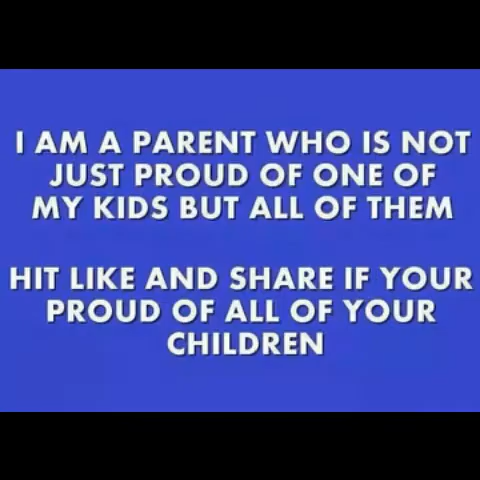 I AM A PARENT WHO IS NOT
JUST PROUD OF ONE OF
MY KIDS BUT ALL OF THEM
HIT LIKE AND SHARE IF YOUR
PROUD OF ALL OF YOUR
CHILDREN